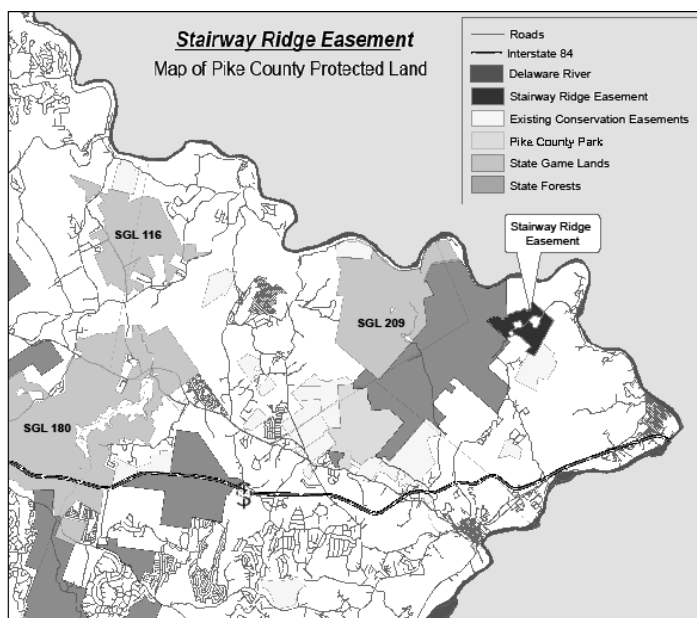 Stairway Ridge Easement
Map of Pike County Protected Land
Roads
Interstate 84
Delaware River
Stairway Ridge Easement
Existing Conservation Easements
Pike County Park
State Game Lands
State Forests
Stairway Ridge
Easement
SGL 116
SGL 209
SGL 180
$